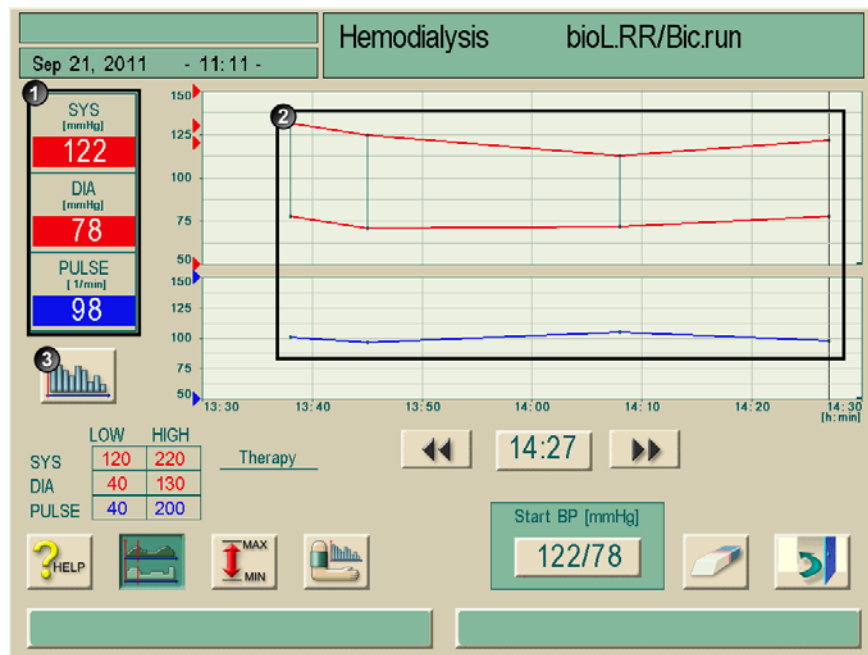 Hemodialysis bioL.RR/Bic.run
Sep 21, 2011 - 11:11 -
1
SYS
[mmHg]
122
DIA
[mmHg]
78
PULSE
[ 1/min]
98
3
2
150
125
100
75
50
150
125
100
75
50
13:30 13:40 13:50 14:00 14:10 14:20 14:30
[h:min]
LOW HIGH
SYS 120 220
DIA 40 130
PULSE 40 200
Therapy
14:27
Start BP [mmHg]
122/78
? HELP
MAX
MIN